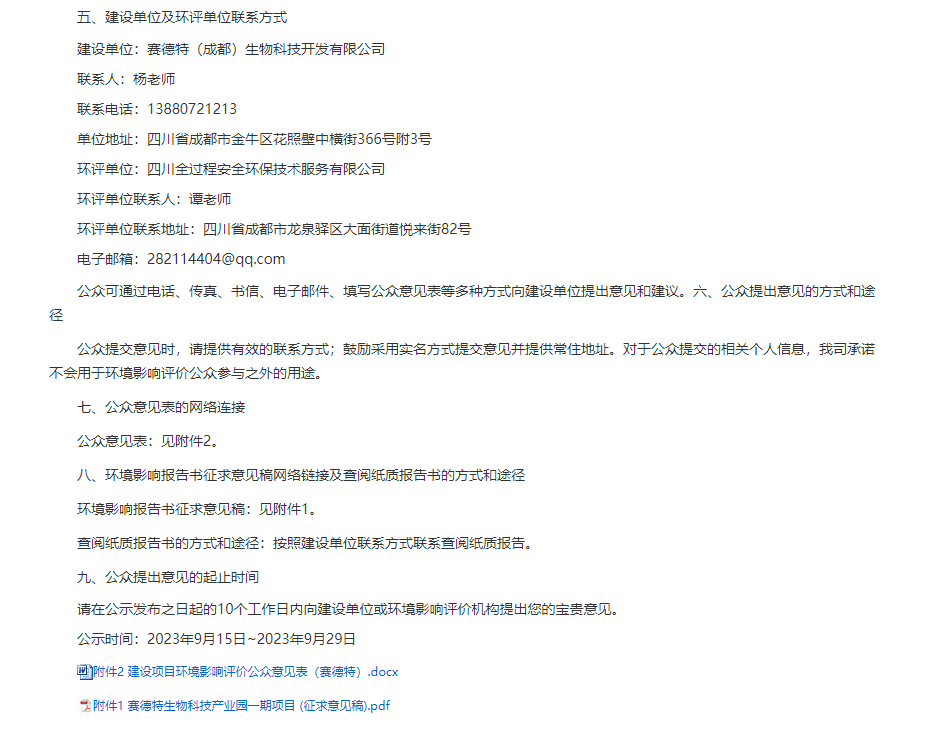 五、建设单位及环评单位联系方式
建设单位：赛德特（成都）生物科技开发有限公司
联系人：杨老师
联系电话：13880721213
单位地址：四川省成都市金牛区花照壁中横街366号附3号
环评单位：四川全过程安全环保技术服务有限公司
环评单位联系人：谭老师
环评单位联系地址：四川省成都市龙泉驿区大面街道悦来街82号
电子邮箱：282114404@qq.com
公众可通过电话、传真、书信、电子邮件、填写公众意见表等多种方式向建设单位提出意见和建议。六、公众提出意见的方式和途
径
公众提交意见时，请提供有效的联系方式；鼓励采用实名方式提交意见并提供常住地址。对于公众提交的相关个人信息，我司承诺
不会用于环境影响评价公众参与之外的用途。
七、公众意见表的网络连接
公众意见表：见附件2。
八、环境影响报告书征求意见稿网络链接及查阅纸质报告书的方式和途径
环境影响报告书征求意见稿：见附件1。
查阅纸质报告书的方式和途径：按照建设单位联系方式联系查阅纸质报告。
九、公众提出意见的起止时间
请在公示发布之日起的10个工作日内向建设单位或环境影响评价机构提出您的宝贵意见。
公示时间：2023年9月15日~2023年9月29日
附件2 建设项目环境影响评价公众意见表（赛德特）.docx
附件1 赛德特生物科技产业园一期项目 (征求意见稿).pdf